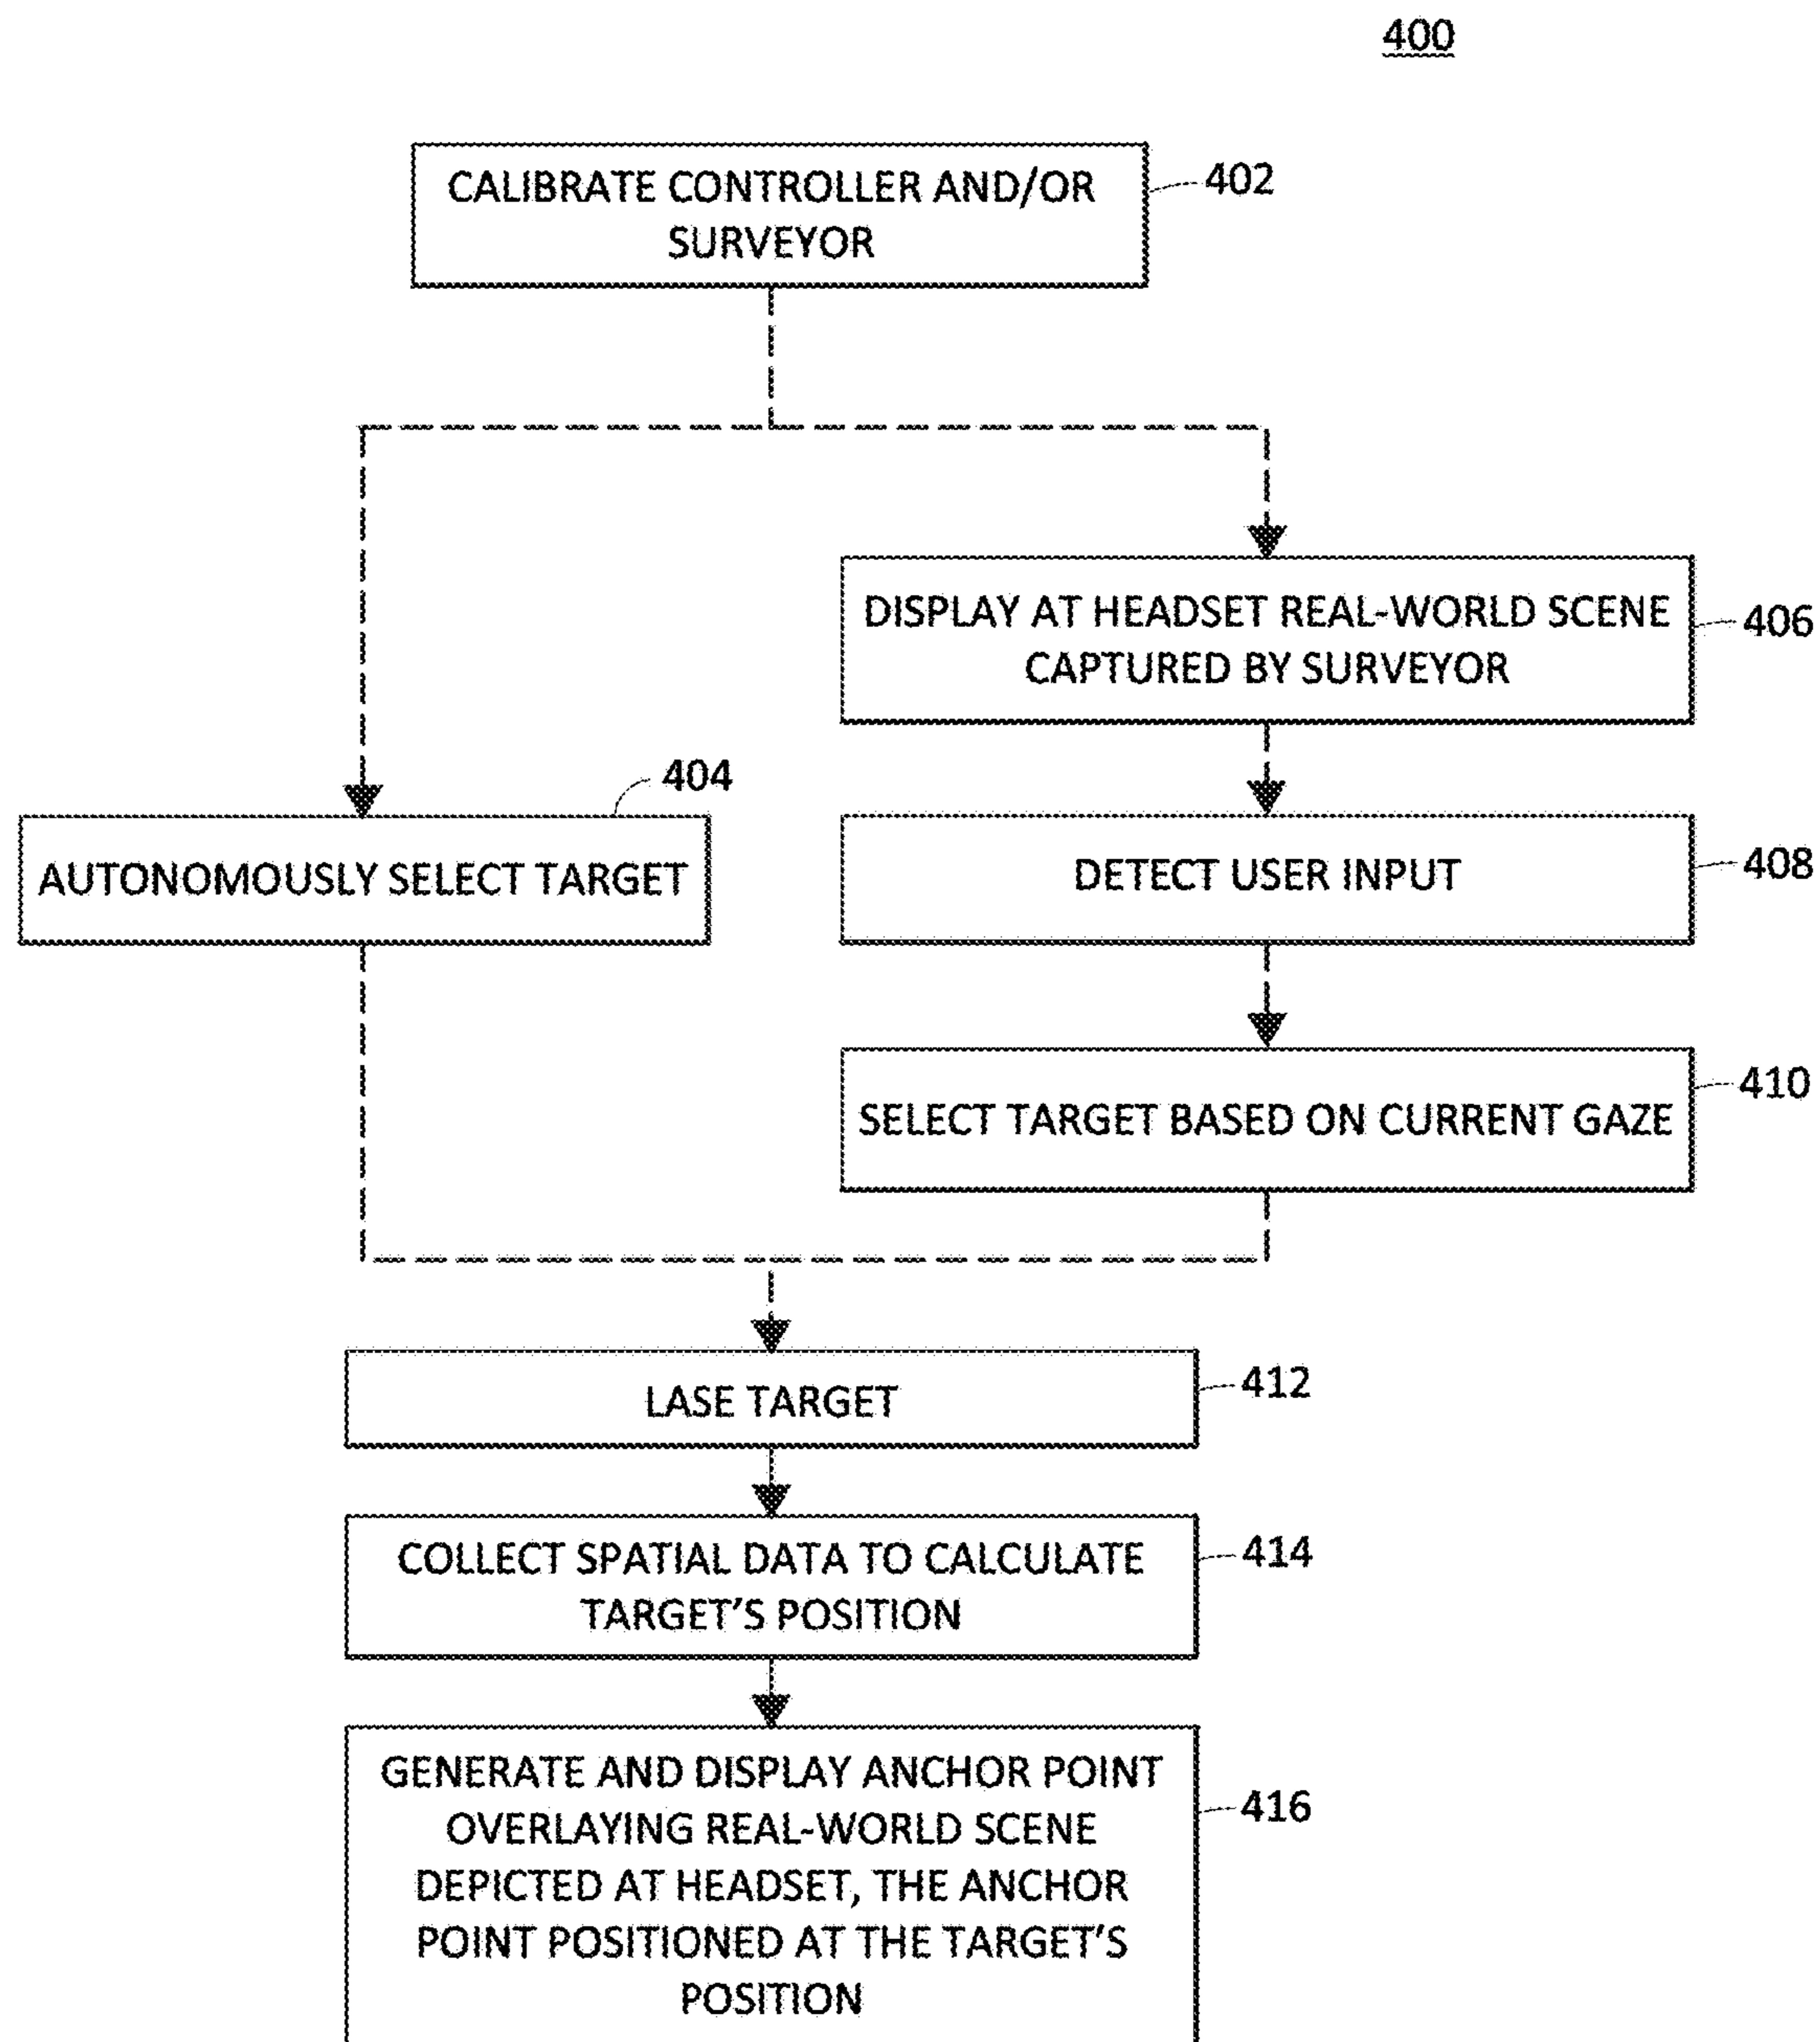 400
CALIBRATE CONTROLLER AND/OR
SURVEYOR
402
DISPLAY AT HEADSET REAL-WORLD SCENE
CAPTURED BY SURVEYOR
406
404
AUTONOMOUSLY SELECT TARGET
DETECT USER INPUT
408
SELECT TARGET BASED ON CURRENT GAZE
410
LASE TARGET
412
COLLECT SPATIAL DATA TO CALCULATE
TARGET'S POSITION
414
GENERATE AND DISPLAY ANCHOR POINT
OVERLAYING REAL-WORLD SCENE
DEPICTED AT HEADSET, THE ANCHOR
POINT POSITIONED AT THE TARGET'S
POSITION
416